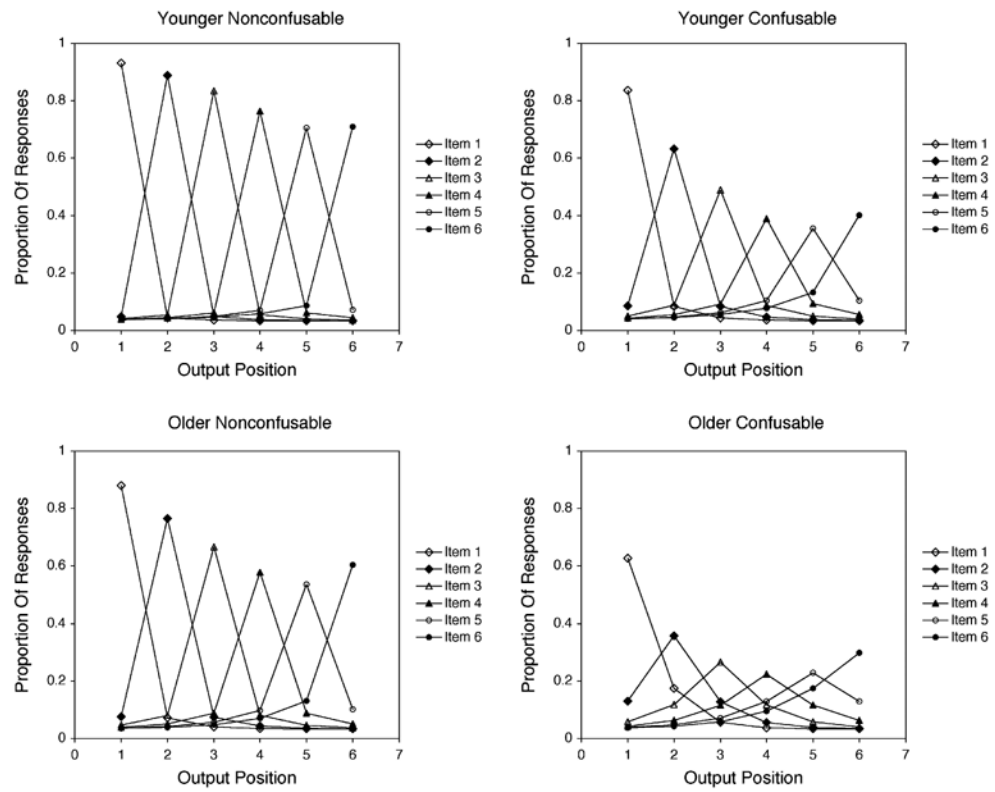 Younger Nonconfusable
1
0.8
0.6
0.4
0.2
0
0 1 2 3 4 5 6 7
Proportion Of Responses
Output Position
Item 1
Item 2
Item 3
Item 4
Item 5
Item 6
Younger Confusable
1
0.8
0.6
0.4
0.2
0
0 1 2 3 4 5 6 7
Proportion Of Responses
Output Position
Item 1
Item 2
Item 3
Item 4
Item 5
Item 6
Older Nonconfusable
1
0.8
0.6
0.4
0.2
0
0 1 2 3 4 5 6 7
Proportion Of Responses
Output Position
Item 1
Item 2
Item 3
Item 4
Item 5
Item 6
Older Confusable
1
0.8
0.6
0.4
0.2
0
0 1 2 3 4 5 6 7
Proportion Of Responses
Output Position
Item 1
Item 2
Item 3
Item 4
Item 5
Item 6